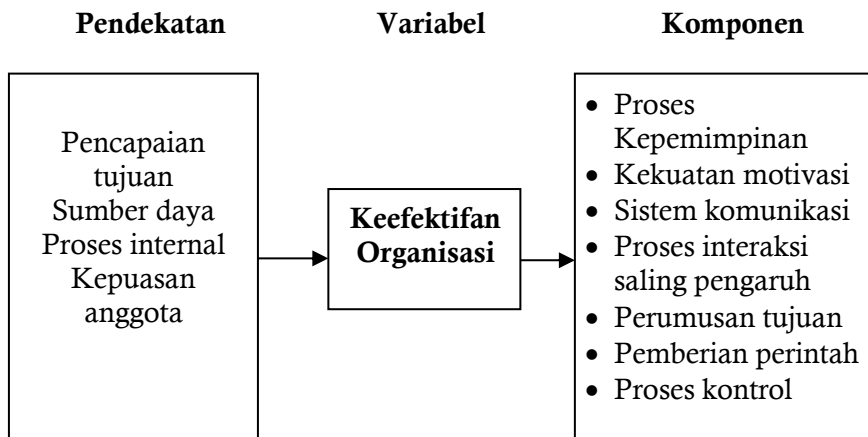 Pendekatan
Variabel
Komponen
Pencapaian
tujuan
Sumber daya
Proses internal
Kepuasan
anggota
Keefektifan
Organisasi
• Proses
Kepemimpinan
• Kekuatan motivasi
• Sistem komunikasi
• Proses interaksi
saling pengaruh
• Perumusan tujuan
• Pemberian perintah
• Proses kontrol